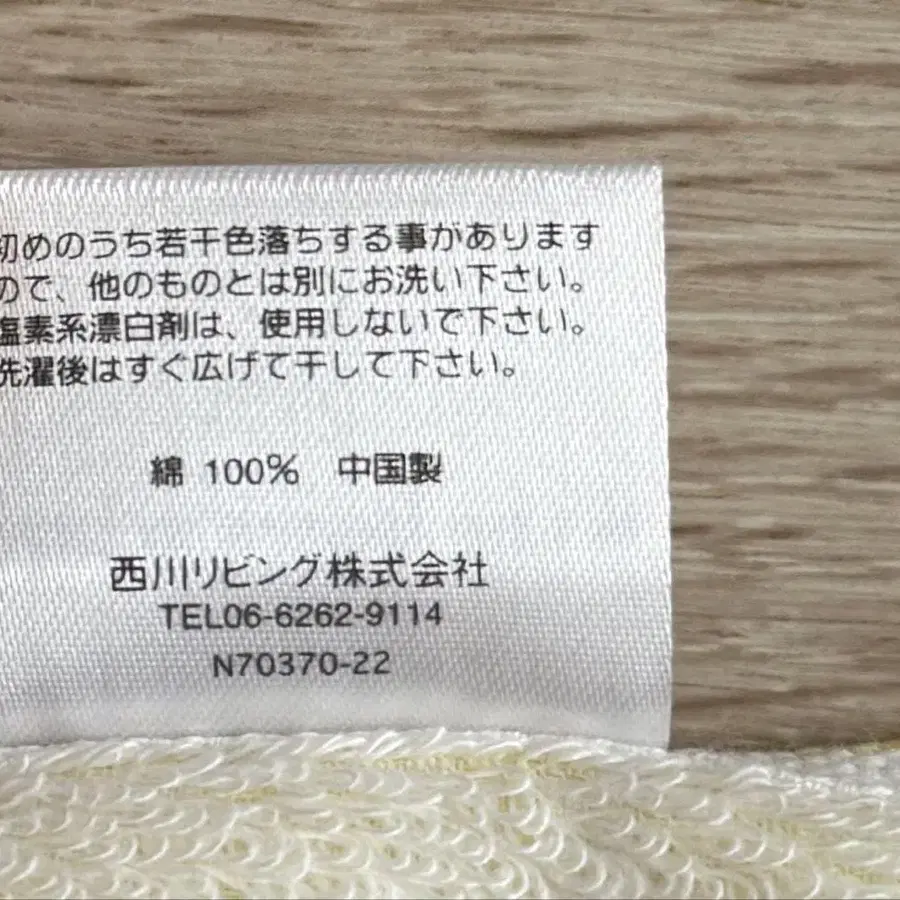 初めのうち若干色落ちする事があります
ので、他のものとは別にお洗い下さい。
塩素系漂白剤は、使用しないで下さい。
洗濯後はすぐ広げて干して下さい。
綿 100% 中国製
西川リビング株式会社
TEL06-6262-9114
N70370-22